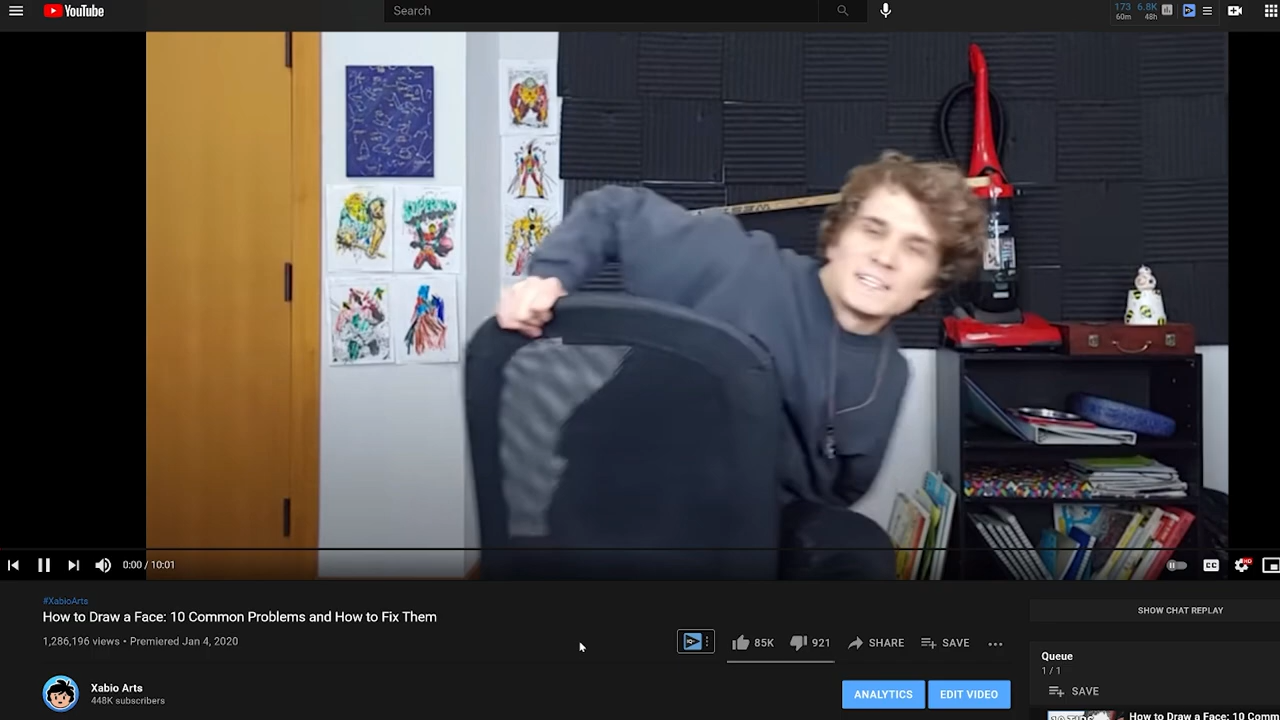 YouTube
Search
173 6.8K
60m 48h
0:00 / 10:01
CC
HD
#XabioArts
How to Draw a Face: 10 Common Problems and How to Fix Them
1,286,196 views • Premiered Jan 4, 2020
85K
921
SHARE
SAVE
SHOW CHAT REPLAY
Queue
1 / 1
SAVE
Xabio Arts
448K subscribers
ANALYTICS
EDIT VIDEO
How to Draw a Face: 10 Comm